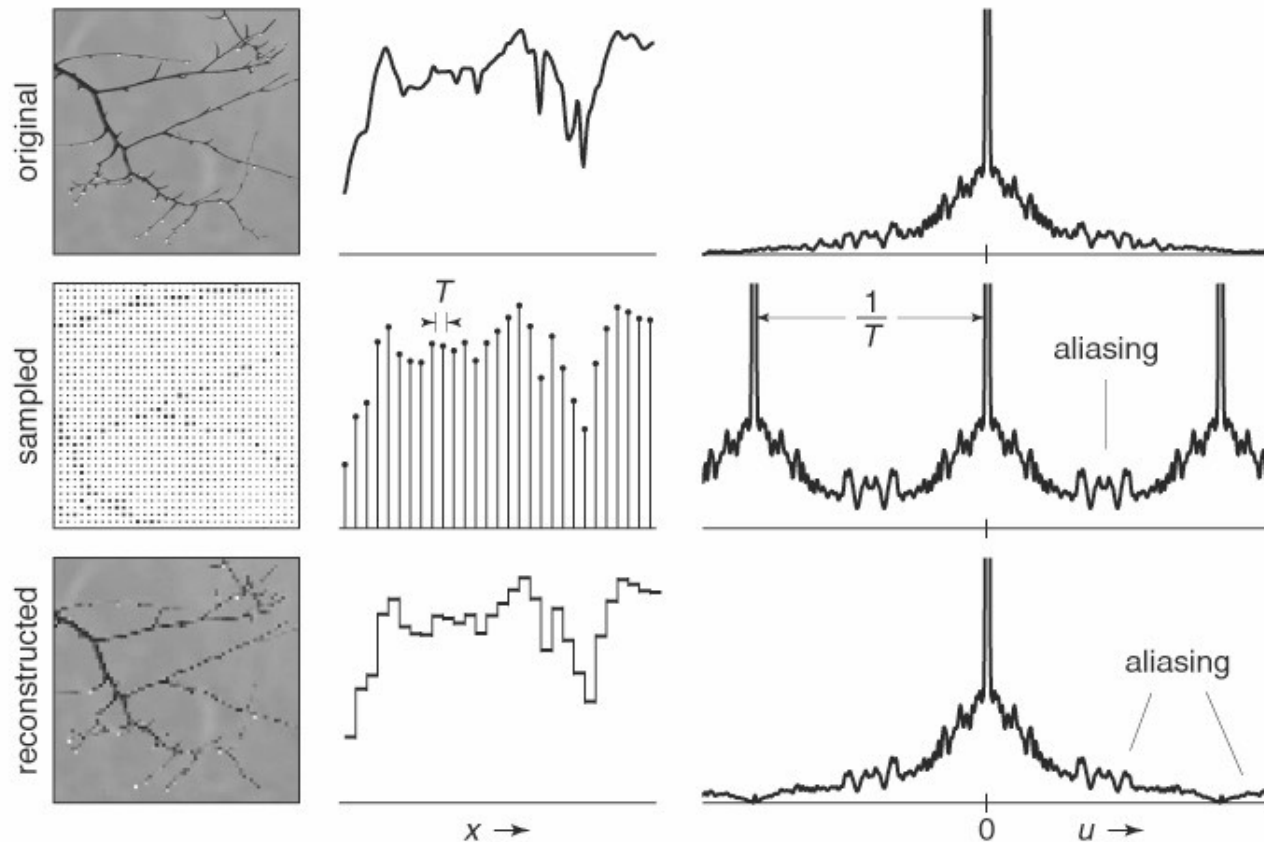 original
T
1
T
aliasing
sampled
aliasing
reconstructed
x →
0
u →